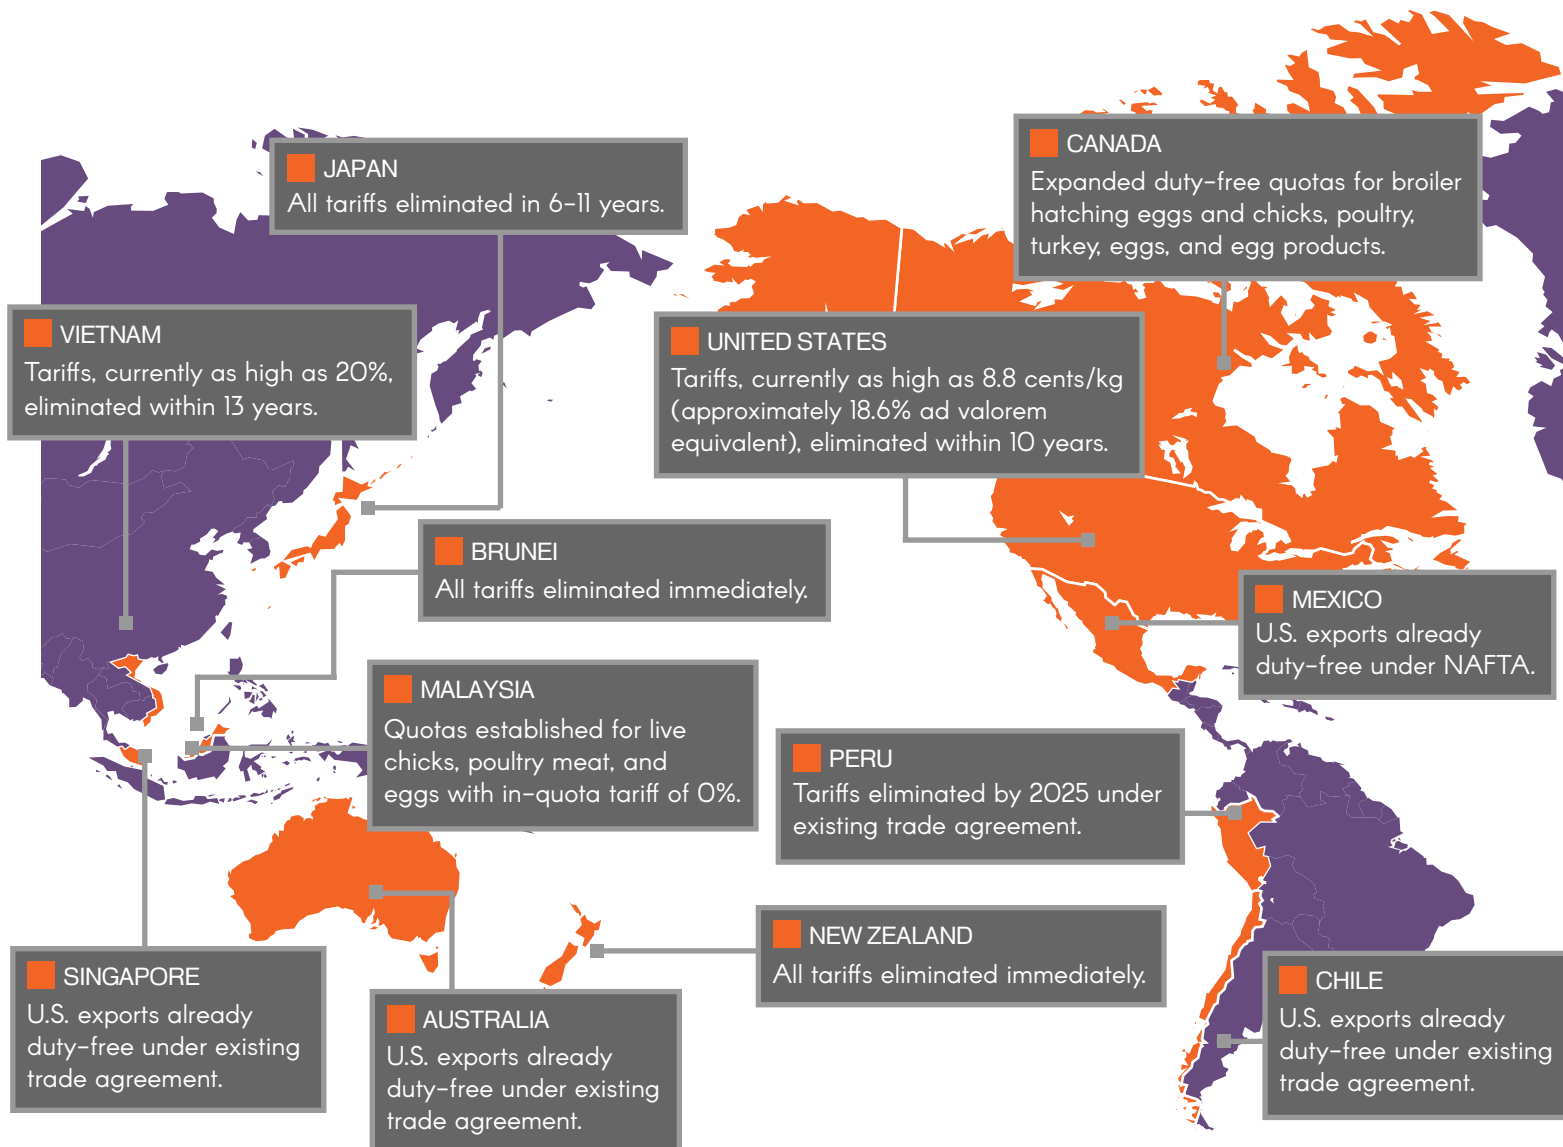 JAPAN
All tariffs eliminated in 6–11 years.
CANADA
Expanded duty–free quotas for broiler
hatching eggs and chicks, poultry,
turkey, eggs, and egg products.
VIETNAM
Tariffs, currently as high as 20%,
eliminated within 13 years.
UNITED STATES
Tariffs, currently as high as 8.8 cents/kg
(approximately 18.6% ad valorem
equivalent), eliminated within 10 years.
BRUNEI
All tariffs eliminated immediately.
MEXICO
U.S. exports already
duty–free under NAFTA.
MALAYSIA
Quotas established for live
chicks, poultry meat, and
eggs with in–quota tariff of 0%.
PERU
Tariffs eliminated by 2025 under
existing trade agreement.
NEW ZEALAND
All tariffs eliminated immediately.
SINGAPORE
U.S. exports already
duty–free under existing
trade agreement.
AUSTRALIA
U.S. exports already
duty–free under existing
trade agreement.
CHILE
U.S. exports already
duty–free under existing
trade agreement.